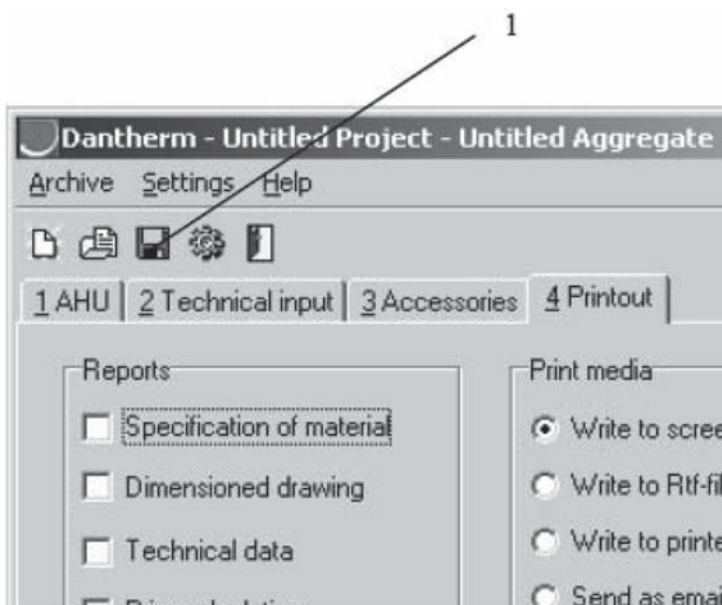 1
Dantherm - Untitled Project - Untitled Aggregate
Archive Settings Help
1 AHU 2 Technical input 3 Accessories 4 Printout
Reports Print media
Specification of material Write to scree
Dimensioned drawing Write to Rtf-fil
Technical data Write to printe
Send as email